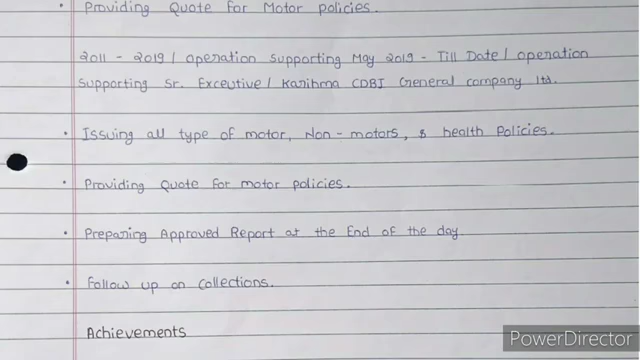 • Providing Quote for Motor policies.
2011 - 2019 / operation supporting May 2019 - Till Date / operation
supporting Sr. Exceutive / Karihma CDBI General company ltd.
• Issuing all type of motor, Non-motors, & health Policies.
• Providing Quote for motor policies.
• Preparing Approved Report at the End of the day
• Follow up on Collections.
Achievements
PowerDirector